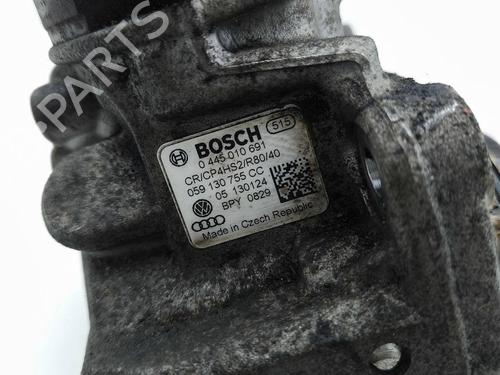 PARTS
BOSCH 515
0 445 010 691
CR/CP4HS2/R80/40
059 130 755 CC
05 130124
BPY 0829
Made in Czech Republic